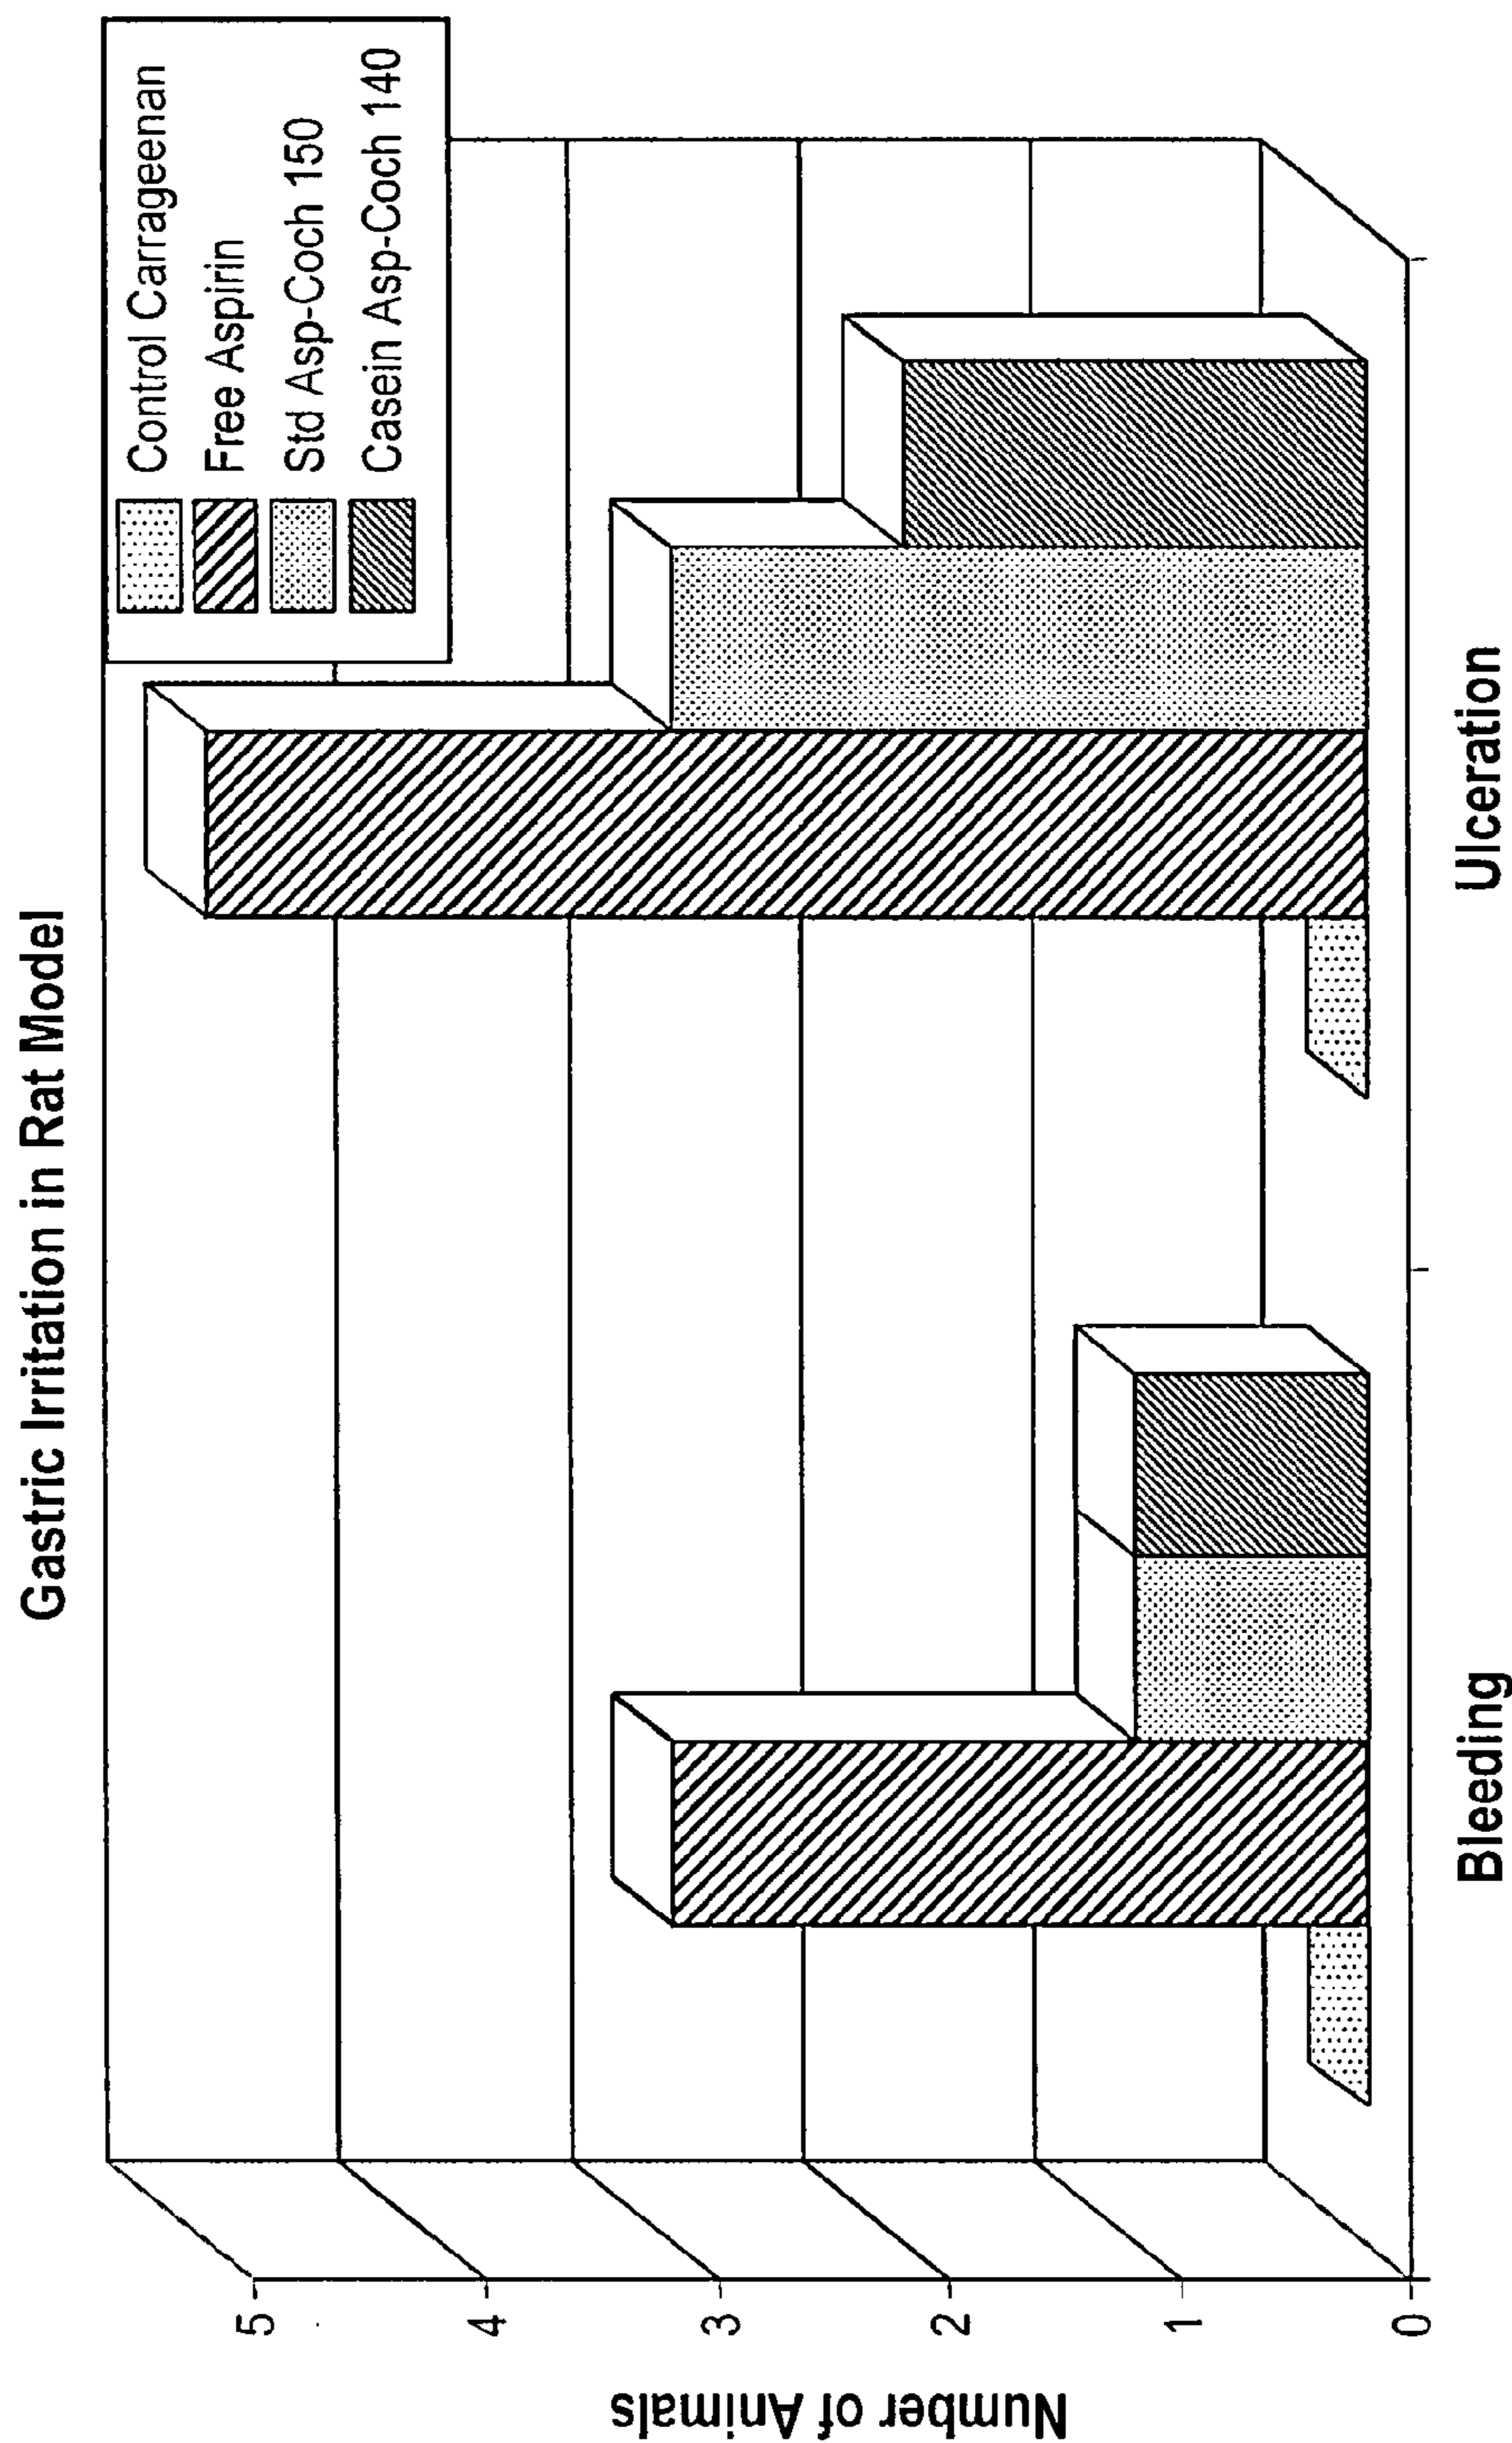 Gastric Irritation in Rat Model
Control Carrageenan
Free Aspirin
Std Asp-Coch 150
Casein Asp-Coch 140
Number of Animals
5
4
3
2
1
0
Bleeding
Ulceration